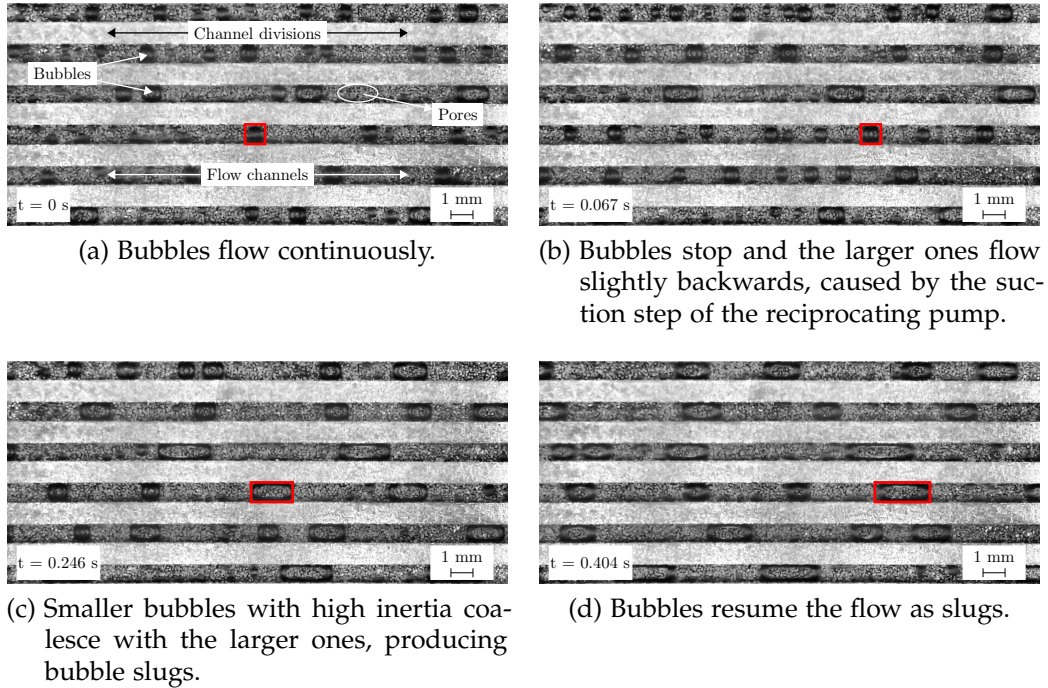 Channel divisions
Bubbles
Pores
Flow channels
t = 0 s
1 mm
(a) Bubbles flow continuously.
t = 0.067 s
1 mm
(b) Bubbles stop and the larger ones flow
slightly backwards, caused by the suc-
tion step of the reciprocating pump.
t = 0.246 s
1 mm
(c) Smaller bubbles with high inertia coa-
lesce with the larger ones, producing
bubble slugs.
t = 0.404 s
1 mm
(d) Bubbles resume the flow as slugs.